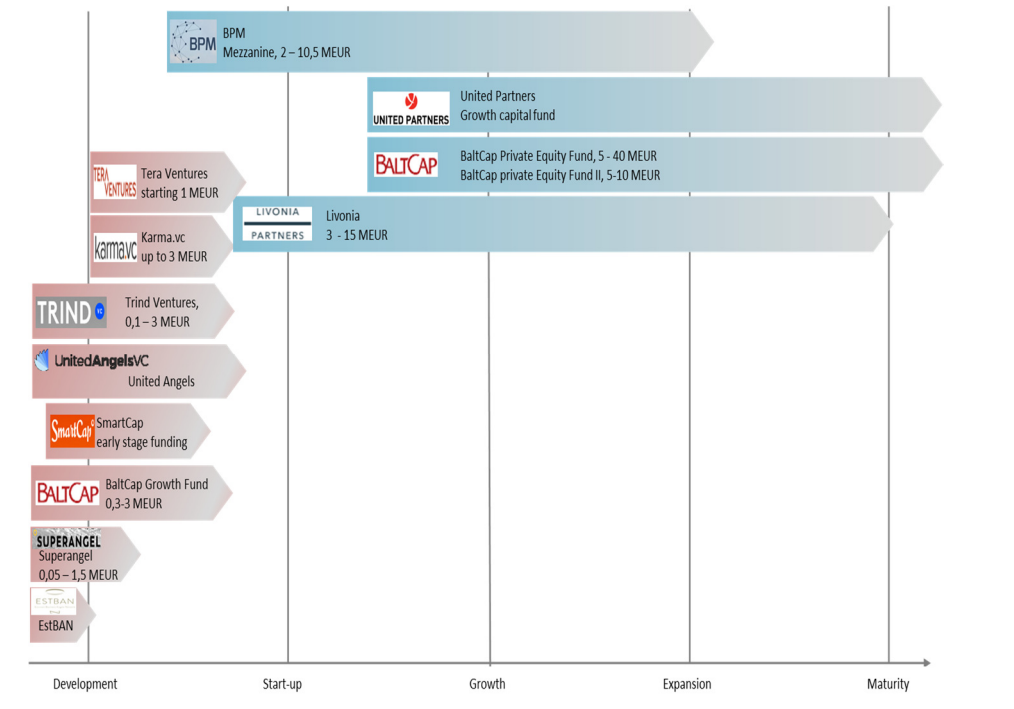 BPM
BPM
Mezzanine, 2 – 10,5 MEUR
UNITED PARTNERS
United Partners
Growth capital fund
BALTCAP
BaltCap Private Equity Fund, 5 - 40 MEUR
BaltCap private Equity Fund II, 5-10 MEUR
TERA
VENTURES
Tera Ventures
starting 1 MEUR
LIVONIA
PARTNERS
Livonia
3 - 15 MEUR
karma.vc
Karma.vc
up to 3 MEUR
TRIND VC
Trind Ventures,
0,1 – 3 MEUR
UnitedAngelsVC
United Angels
SmartCap
SmartCap
early stage funding
BALTCAP
BaltCap Growth Fund
0,3-3 MEUR
SUPERANGEL
Superangel
0,05 – 1,5 MEUR
ESTBAN
EstBAN
Development
Start-up
Growth
Expansion
Maturity